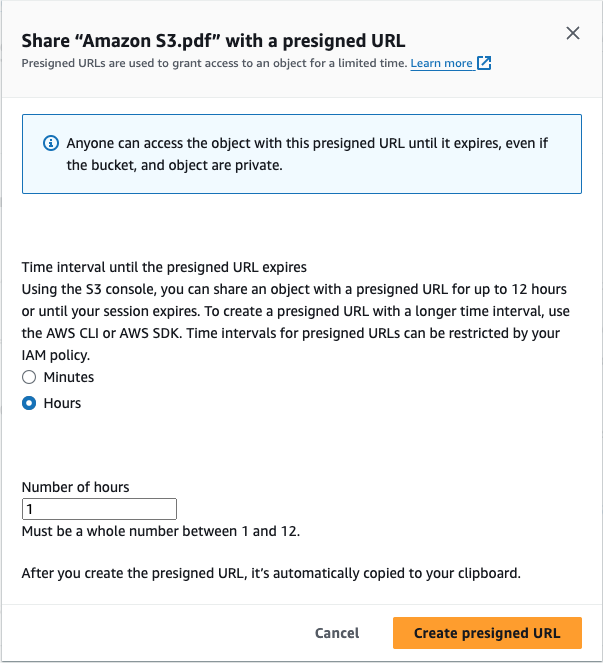 Share “Amazon S3.pdf” with a presigned URL
Presigned URLs are used to grant access to an object for a limited time. Learn more
Anyone can access the object with this presigned URL until it expires, even if
the bucket, and object are private.
Time interval until the presigned URL expires
Using the S3 console, you can share an object with a presigned URL for up to 12 hours
or until your session expires. To create a presigned URL with a longer time interval, use
the AWS CLI or AWS SDK. Time intervals for presigned URLs can be restricted by your
IAM policy.
Minutes
Hours
Number of hours
1
Must be a whole number between 1 and 12.
After you create the presigned URL, it’s automatically copied to your clipboard.
Cancel Create presigned URL